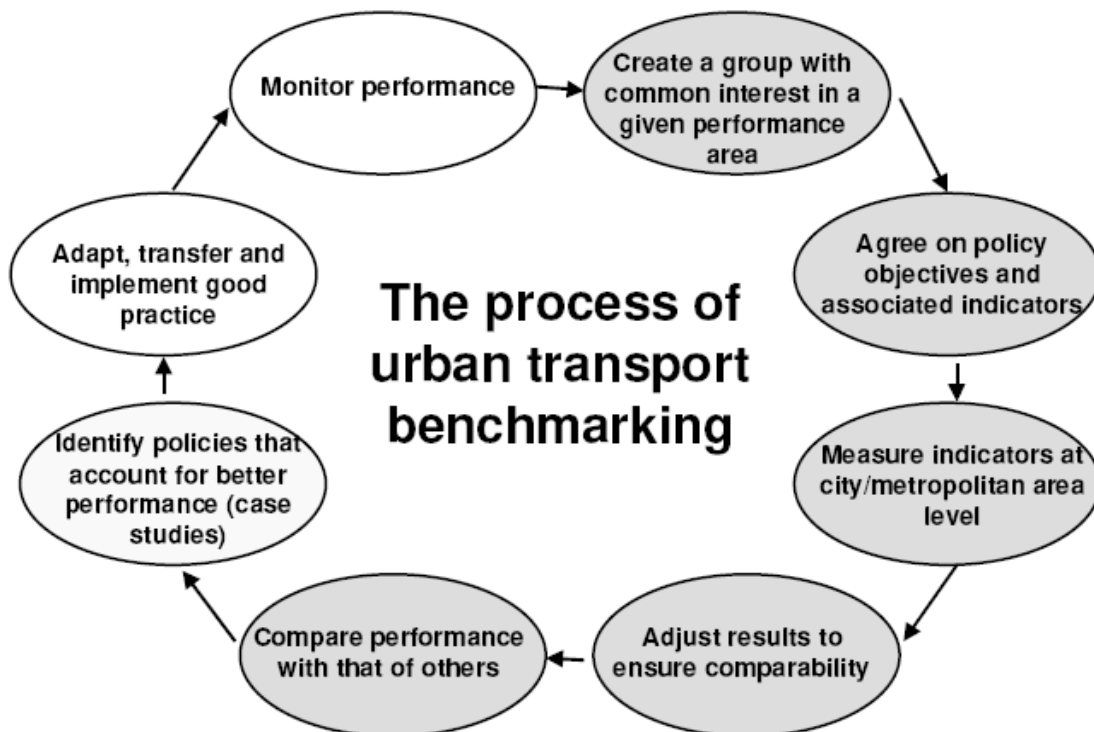 Monitor performance
Create a group with
common interest in a
given performance
area
Agree on policy
objectives and
associated indicators
Measure indicators at
city/metropolitan area
level
Adjust results to
ensure comparability
Compare performance
with that of others
Identify policies that
account for better
performance (case
studies)
Adapt, transfer and
implement good
practice
The process of
urban transport
benchmarking